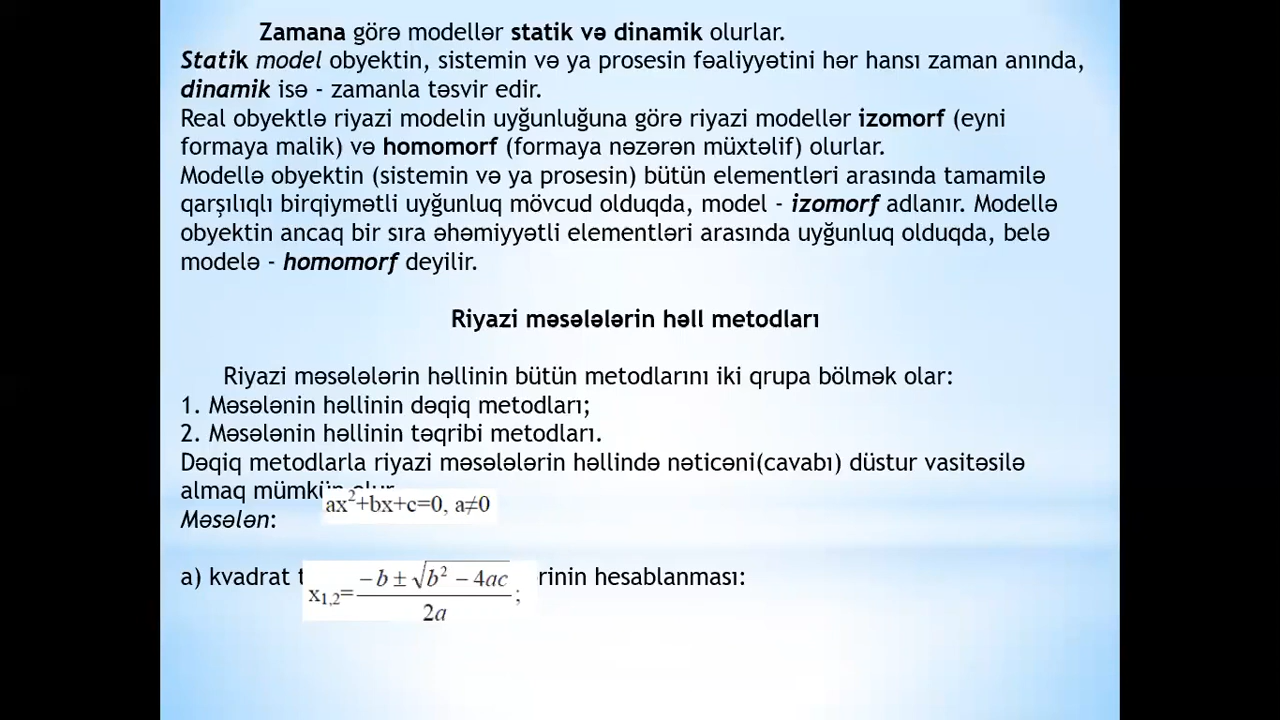 Zamana görə modellər statik və dinamik olurlar.
Statik model obyektin, sistemin və ya prosesin fəaliyyətini hər hansı zaman anında,
dinamik isə - zamanla təsvir edir.
Real obyektlə riyazi modelin uyğunluğuna görə riyazi modellər izomorf (eyni
formaya malik) və homomorf (formaya nəzərən müxtəlif) olurlar.
Modellə obyektin (sistemin və ya prosesin) bütün elementləri arasında tamamilə
qarşılıqlı birqiymətli uyğunluq mövcud olduqda, model - izomorf adlanır. Modellə
obyektin ancaq bir sıra əhəmiyyətli elementləri arasında uyğunluq olduqda, belə
modelə - homomorf deyilir.
Riyazi məsələlərin həll metodları
Riyazi məsələlərin həllinin bütün metodlarını iki qrupa bölmək olar:
1. Məsələnin həllinin dəqiq metodları;
2. Məsələnin həllinin təqribi metodları.
Dəqiq metodlarla riyazi məsələlərin həllində nəticəni(cavabı) düstur vasitəsilə
almaq
ax²+bx+c=0, a≠0
Məsələn:
a) kvadrat rinin hesablanması:
x₁,₂=(−b±√(b²−4ac))/2a;